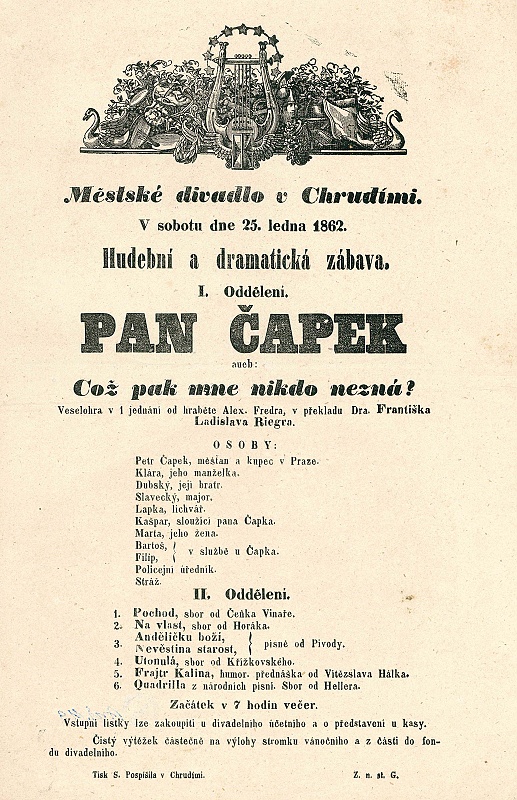 Městské divadlo v Chrudími.
V sobotu dne 25. ledna 1862.
Hudební a dramatická zábava.
I. Oddělení.
PAN ČAPEK
aneb:
Což pak mne nikdo nezná?
Veselohra v 1 jednání od hraběte Alex. Fredra, v překladu Dra. Františka
Ladislava Riegra.
OSOBY:
Petr Čapek, měšťan a kupec v Praze.
Klára, jeho manželka.
Dubský, její bratr.
Slavecký, major.
Lapka, lichvář.
Kašpar, sloužící pana Čapka.
Marta, jeho žena.
Bartoš,
Filip,
v službě u Čapka.
Policejní úředník.
Stráž.
II. Oddělení.
1. Pochod, sbor od Čeňka Vinaře.
2. Na vlast, sbor od Horáka.
3. Andělíčku boží,
Nevěstina starost,
písně od Pivody.
4. Utonulá, sbor od Křížkovského.
5. Frajtr Kalina, humor. přednáška od Vítězslava Hálka.
6. Quadrilla z národních písní. Sbor od Hellera.
Začátek v 7 hodin večer.
Vstupní lístky lze zakoupiti u divadelního účetního a o představení u kasy.
Čistý výtěžek částečně na výlohy stromku vánočního a z části do fon-
du divadelního.
Tisk S. Pospíšila v Chrudími.
Z. n. st. G.